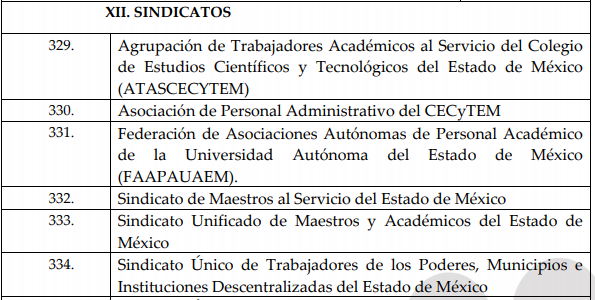 XII. SINDICATOS
329. Agrupación de Trabajadores Académicos al Servicio del Colegio
de Estudios Científicos y Tecnológicos del Estado de México
(ATASCECYTEM)
330. Asociación de Personal Administrativo del CECyTEM
331. Federación de Asociaciones Autónomas de Personal Académico
de la Universidad Autónoma del Estado de México
(FAAPAUAEM).
332. Sindicato de Maestros al Servicio del Estado de México
333. Sindicato Unificado de Maestros y Académicos del Estado de
México
334. Sindicato Único de Trabajadores de los Poderes, Municipios e
Instituciones Descentralizadas del Estado de México